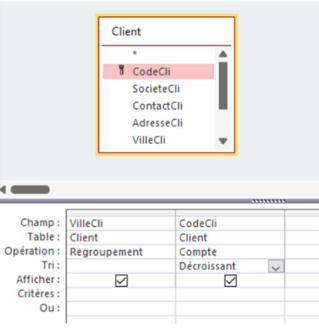 Client
*
CodeCli
SocieteCli
ContactCli
AdresseCli
VilleCli
Champ : VilleCli CodeCli
Table : Client Client
Opération : Regroupement Compte
Tri : Décroissant
Afficher :
Critères :
Ou :